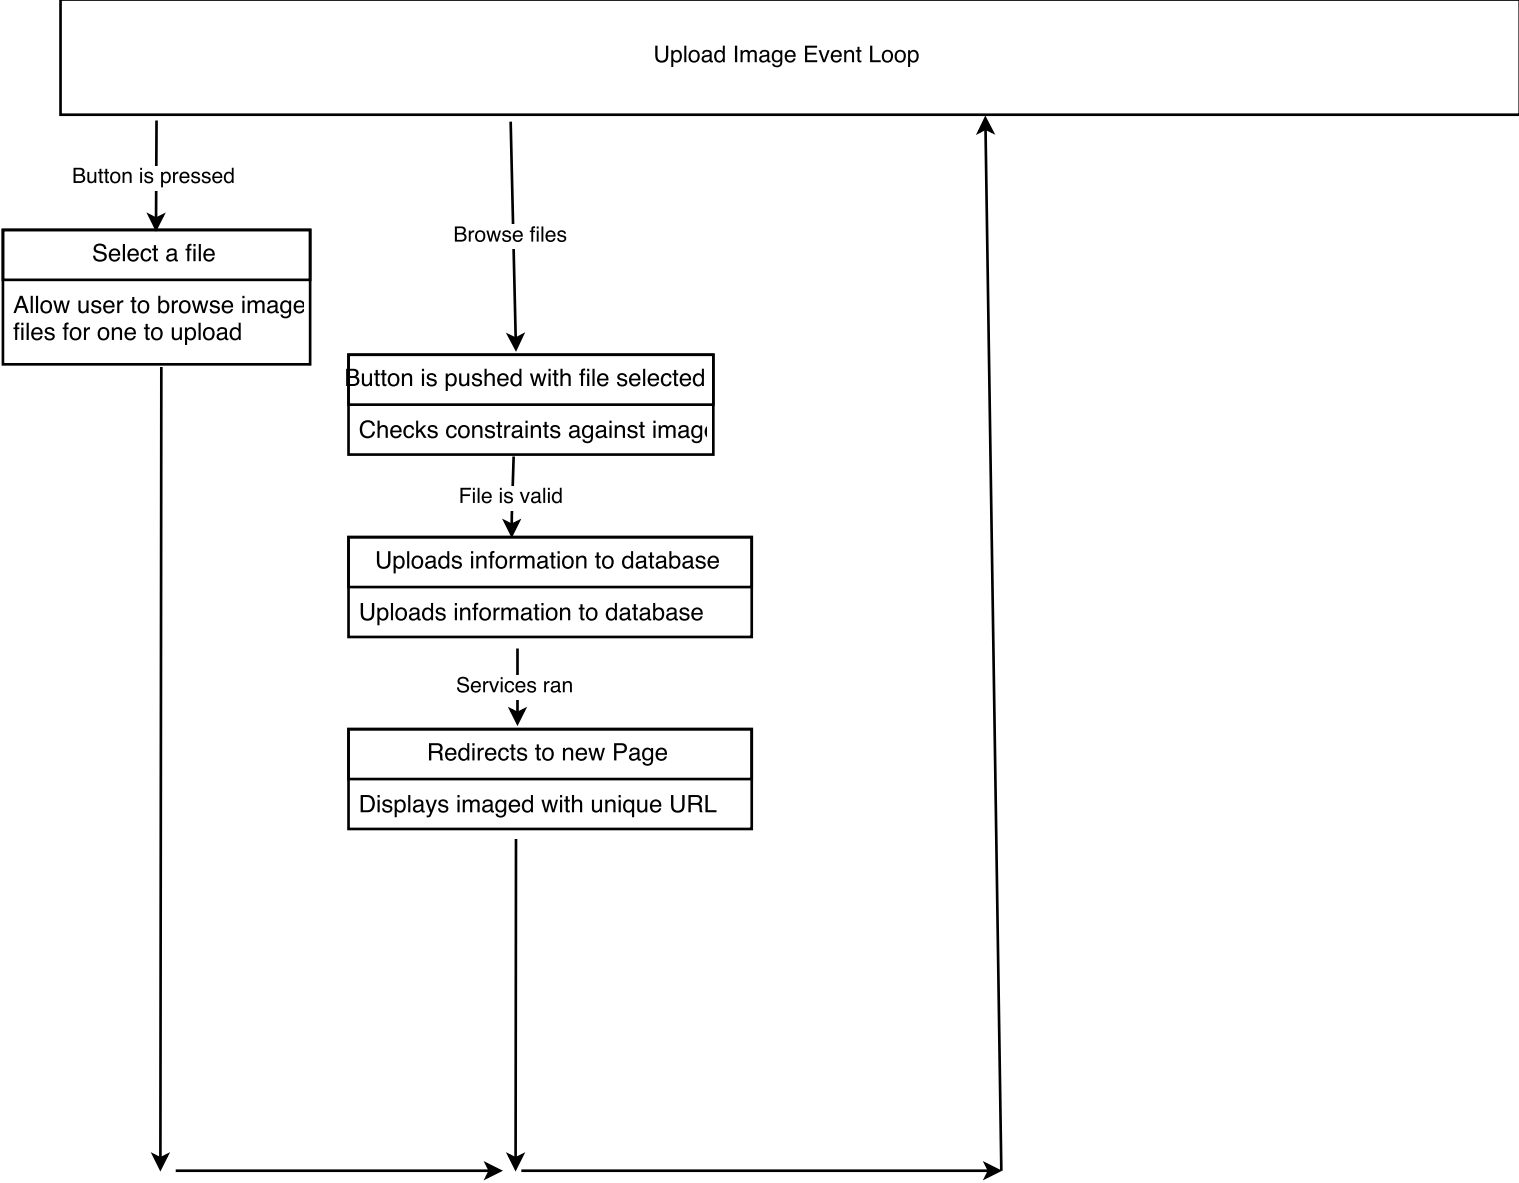 Upload Image Event Loop
Button is pressed
Select a file
Allow user to browse image
files for one to upload
Browse files
Button is pushed with file selected
Checks constraints against image
File is valid
Uploads information to database
Uploads information to database
Services ran
Redirects to new Page
Displays imaged with unique URL